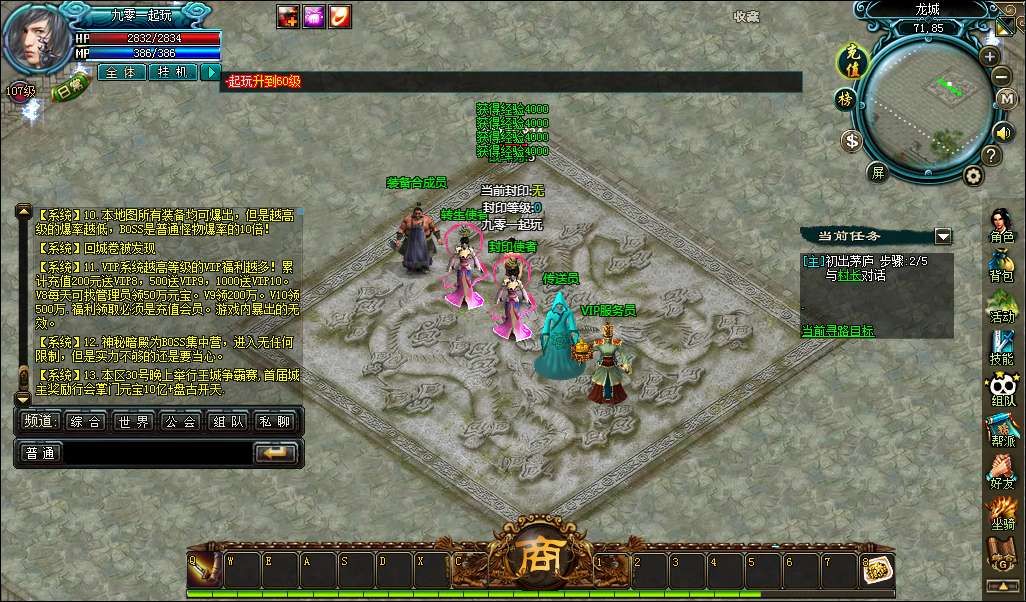 九零一起玩
HP 2832/2834
MP 386/386
全体 挂机
107级
日常
收藏
龙城
71,85
充值
榜
$
屏
M
?
一起玩升到60级
获得经验4000
获得经验4000
获得经验4000
获得经验4000
装备合成员
当前封印:无
转生使者
封印等级:0
九零一起玩
封印使者
传送员
VIP服务员
【系统】10.本地图所有装备均可爆出，但是越高
级的爆率越低，BOSS是普通怪物爆率的10倍！
【系统】回城卷被发现
【系统】11.VIP系统越高等级的VIP福利越多！累
计充值200元送VIP8，500送VIP9，1000送VIP10。
V8每天可找管理员领50万元宝。V9领200万。V10领
500万.福利领取必须是充值会员。游戏内暴出的无
效。
【系统】12.神秘暗殿为BOSS集中营，进入无任何
限制，但是实力不够的还是要当心。
【系统】13.本区30号晚上举行王城争霸赛,首届城
主奖励行会掌门元宝10亿+盘古开天.
频道: 综合 世界 公会 组队 私聊
普通
当前任务
[主]初出茅庐 步骤:2/5
与村长对话
当前寻路目标
角色
背包
活动
技能
组队
帮派
好友
坐骑
G
Q W E A S D X C 商 1 2 3 4 5 6 7 8